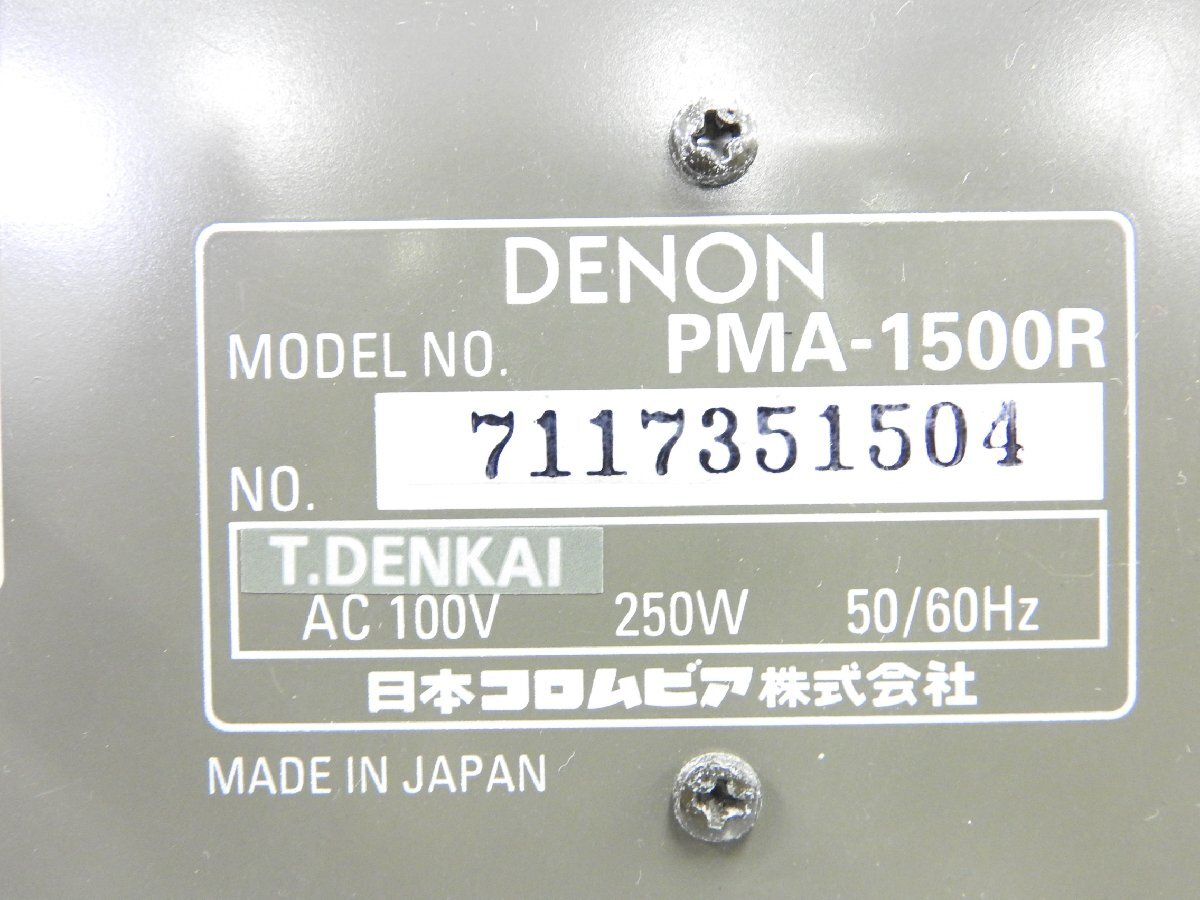 DENON
MODEL NO. PMA-1500R
NO. 7117351504
T.DENKAI
AC 100V 250W 50/60Hz
日本コロムビア株式会社
MADE IN JAPAN